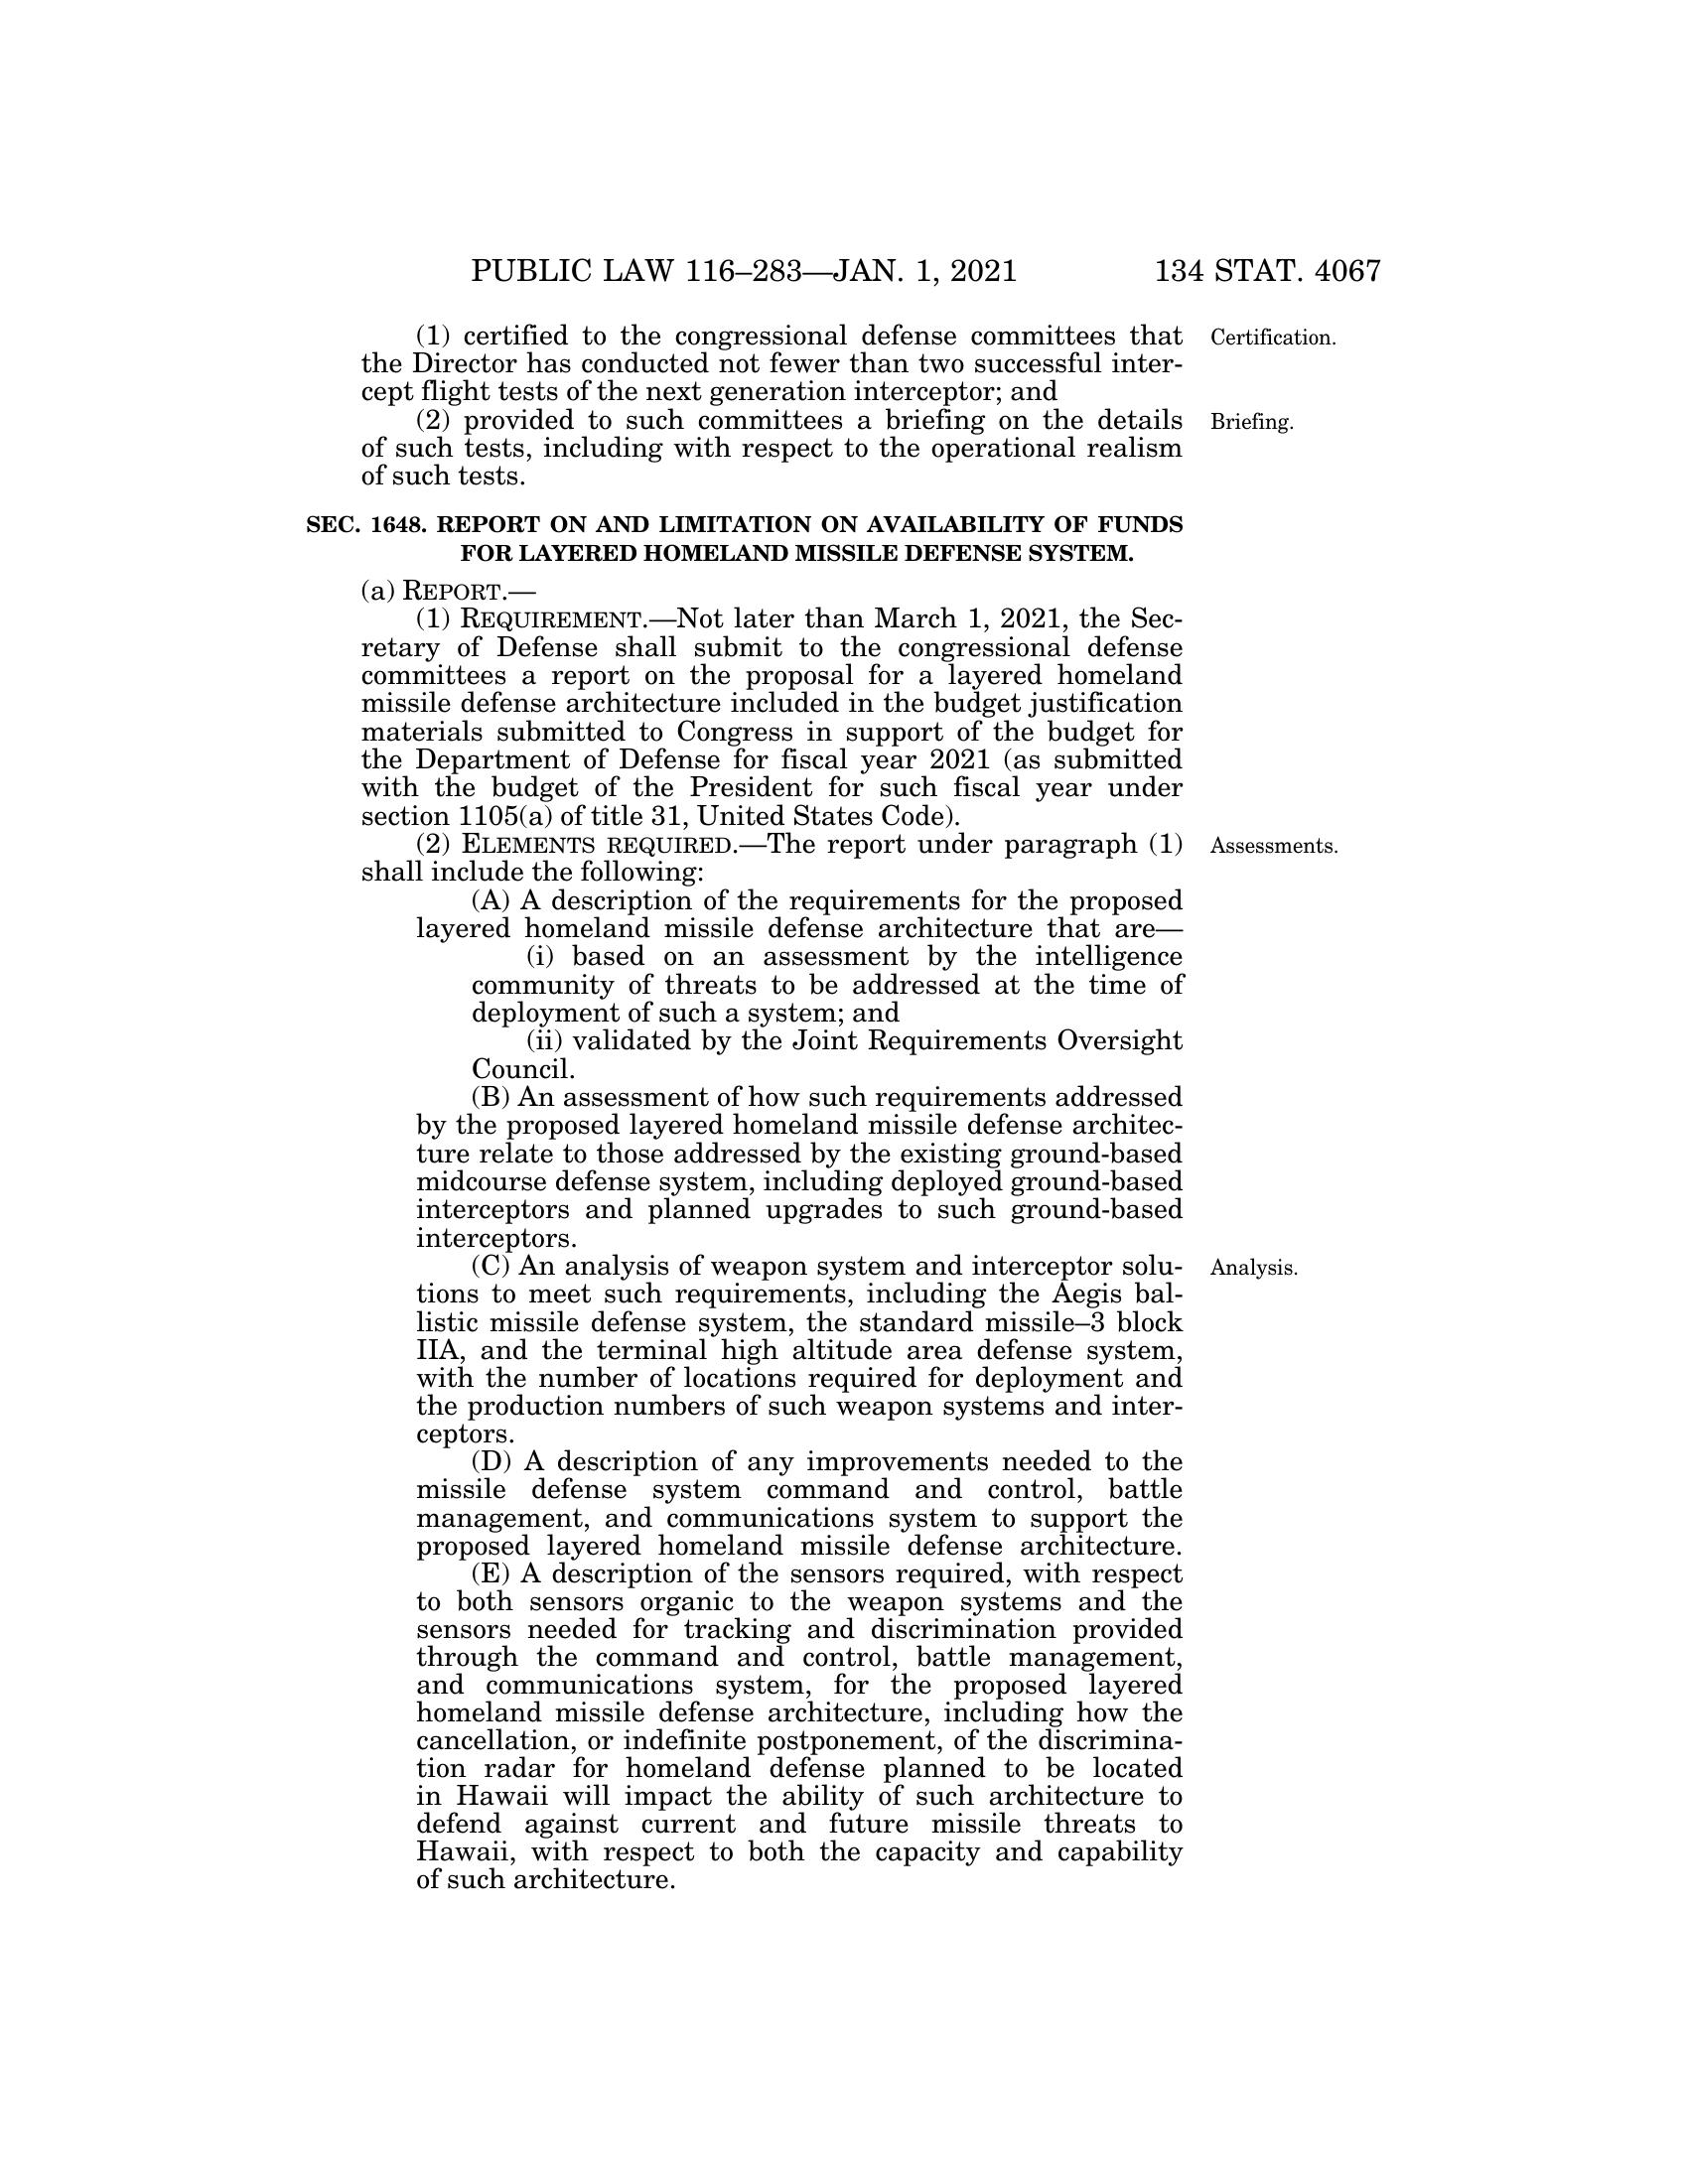 PUBLIC LAW 116–283—JAN. 1, 2021 134 STAT. 4067
(1) certified to the congressional defense committees that Certification.
the Director has conducted not fewer than two successful inter-
cept flight tests of the next generation interceptor; and
(2) provided to such committees a briefing on the details Briefing.
of such tests, including with respect to the operational realism
of such tests.
SEC. 1648. REPORT ON AND LIMITATION ON AVAILABILITY OF FUNDS
FOR LAYERED HOMELAND MISSILE DEFENSE SYSTEM.
(a) REPORT.—
(1) REQUIREMENT.—Not later than March 1, 2021, the Sec-
retary of Defense shall submit to the congressional defense
committees a report on the proposal for a layered homeland
missile defense architecture included in the budget justification
materials submitted to Congress in support of the budget for
the Department of Defense for fiscal year 2021 (as submitted
with the budget of the President for such fiscal year under
section 1105(a) of title 31, United States Code).
(2) ELEMENTS REQUIRED.—The report under paragraph (1) Assessments.
shall include the following:
(A) A description of the requirements for the proposed
layered homeland missile defense architecture that are—
(i) based on an assessment by the intelligence
community of threats to be addressed at the time of
deployment of such a system; and
(ii) validated by the Joint Requirements Oversight
Council.
(B) An assessment of how such requirements addressed
by the proposed layered homeland missile defense architec-
ture relate to those addressed by the existing ground-based
midcourse defense system, including deployed ground-based
interceptors and planned upgrades to such ground-based
interceptors.
(C) An analysis of weapon system and interceptor solu- Analysis.
tions to meet such requirements, including the Aegis bal-
listic missile defense system, the standard missile–3 block
IIA, and the terminal high altitude area defense system,
with the number of locations required for deployment and
the production numbers of such weapon systems and inter-
ceptors.
(D) A description of any improvements needed to the
missile defense system command and control, battle
management, and communications system to support the
proposed layered homeland missile defense architecture.
(E) A description of the sensors required, with respect
to both sensors organic to the weapon systems and the
sensors needed for tracking and discrimination provided
through the command and control, battle management,
and communications system, for the proposed layered
homeland missile defense architecture, including how the
cancellation, or indefinite postponement, of the discrimina-
tion radar for homeland defense planned to be located
in Hawaii will impact the ability of such architecture to
defend against current and future missile threats to
Hawaii, with respect to both the capacity and capability
of such architecture.